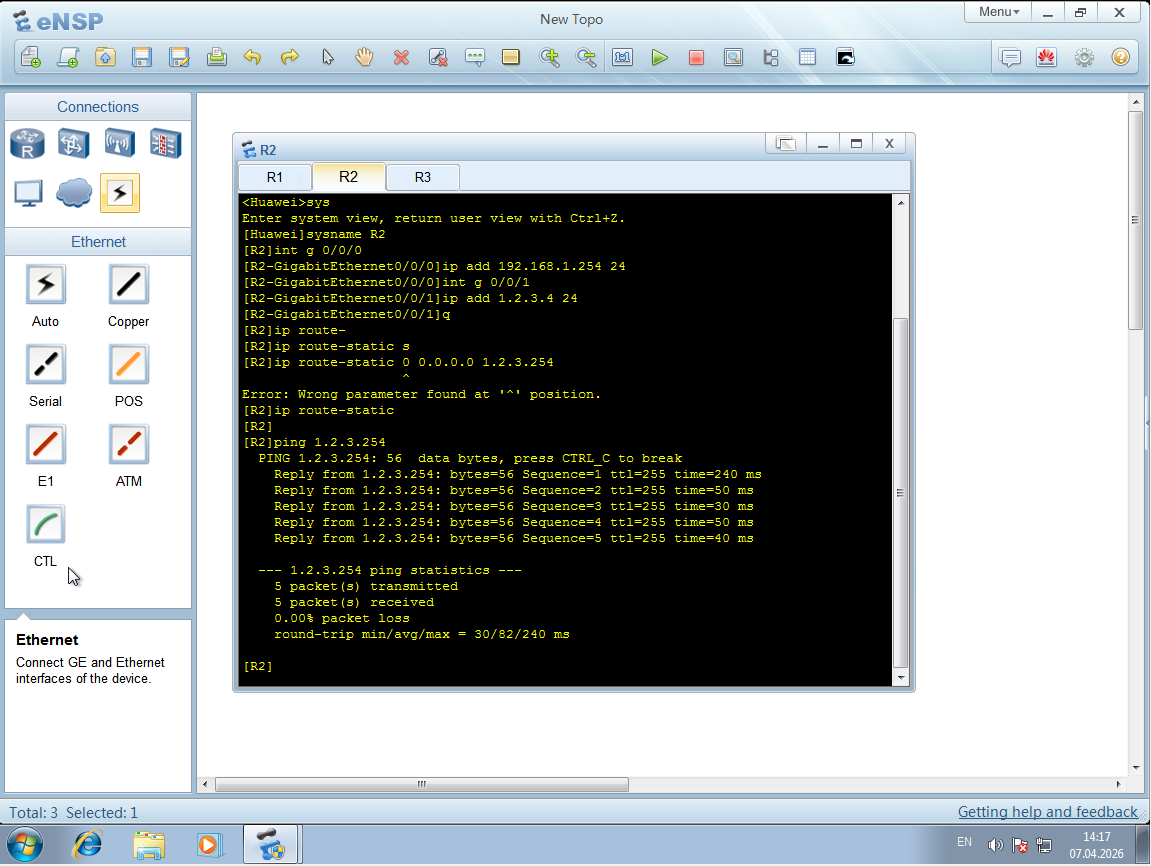 eNSP
New Topo
Menu
Connections
Ethernet
Auto
Copper
Serial
POS
E1
ATM
CTL
Ethernet
Connect GE and Ethernet
interfaces of the device.
R2
R1
R2
R3
<Huawei>sys
Enter system view, return user view with Ctrl+Z.
[Huawei]sysname R2
[R2]int g 0/0/0
[R2-GigabitEthernet0/0/0]ip add 192.168.1.254 24
[R2-GigabitEthernet0/0/0]int g 0/0/1
[R2-GigabitEthernet0/0/1]ip add 1.2.3.4 24
[R2-GigabitEthernet0/0/1]q
[R2]ip route-
[R2]ip route-static s
[R2]ip route-static 0 0.0.0.0 1.2.3.254
^
Error: Wrong parameter found at '^' position.
[R2]ip route-static
[R2]
[R2]ping 1.2.3.254
PING 1.2.3.254: 56  data bytes, press CTRL_C to break
Reply from 1.2.3.254: bytes=56 Sequence=1 ttl=255 time=240 ms
Reply from 1.2.3.254: bytes=56 Sequence=2 ttl=255 time=50 ms
Reply from 1.2.3.254: bytes=56 Sequence=3 ttl=255 time=30 ms
Reply from 1.2.3.254: bytes=56 Sequence=4 ttl=255 time=50 ms
Reply from 1.2.3.254: bytes=56 Sequence=5 ttl=255 time=40 ms
--- 1.2.3.254 ping statistics ---
5 packet(s) transmitted
5 packet(s) received
0.00% packet loss
round-trip min/avg/max = 30/82/240 ms
[R2]
Total: 3 Selected: 1
Getting help and feedback
EN
14:17
07.04.2026